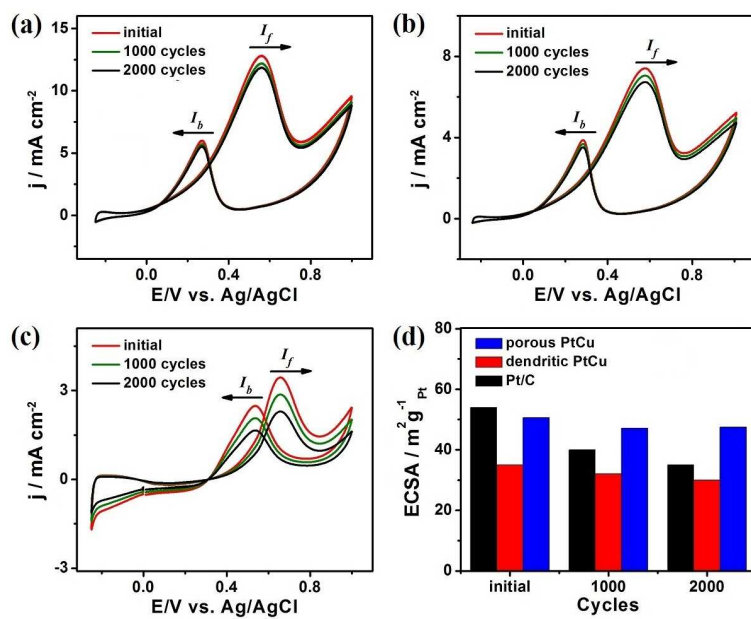 (a)
initial
1000 cycles
2000 cycles
I_f
I_b
j / mA cm⁻²
15
10
5
0
0.0 0.4 0.8
E/V vs. Ag/AgCl
(b)
initial
1000 cycles
2000 cycles
I_f
I_b
j / mA cm⁻²
8
4
0
0.0 0.4 0.8
E/V vs. Ag/AgCl
(c)
initial
1000 cycles
2000 cycles
I_f
I_b
j / mA cm⁻²
3
0
-3
0.0 0.4 0.8
E/V vs. Ag/AgCl
(d)
porous PtCu
dendritic PtCu
Pt/C
ECSA / m² g⁻¹ Pt
80
60
40
20
0
initial 1000 2000
Cycles